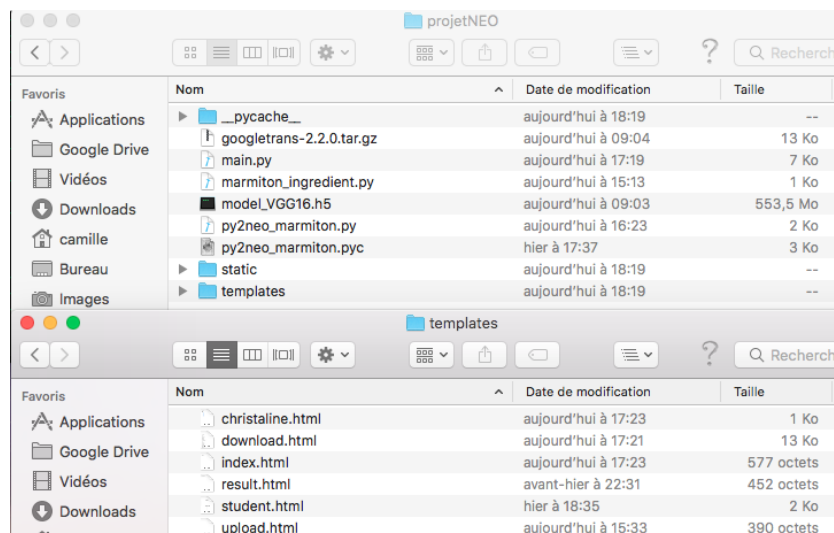 projetNEO
Recherch
Favoris
Nom Date de modification Taille
Applications
Google Drive
Vidéos
Downloads
camille
Bureau
Images
__pycache__ aujourd'hui à 18:19 --
googletrans-2.2.0.tar.gz aujourd'hui à 09:04 13 Ko
main.py aujourd'hui à 17:19 7 Ko
marmiton_ingredient.py aujourd'hui à 15:13 1 Ko
model_VGG16.h5 aujourd'hui à 09:03 553,5 Mo
py2neo_marmiton.py aujourd'hui à 16:23 2 Ko
py2neo_marmiton.pyc hier à 17:37 3 Ko
static aujourd'hui à 18:19 --
templates aujourd'hui à 18:19 --
templates
? Recherch
Favoris
Nom Date de modification Taille
Applications
Google Drive
Vidéos
Downloads
christaline.html aujourd'hui à 17:23 1 Ko
download.html aujourd'hui à 17:21 13 Ko
index.html aujourd'hui à 17:23 577 octets
result.html avant-hier à 22:31 452 octets
student.html hier à 18:35 2 Ko
upload.html aujourd'hui à 15:33 390 octets